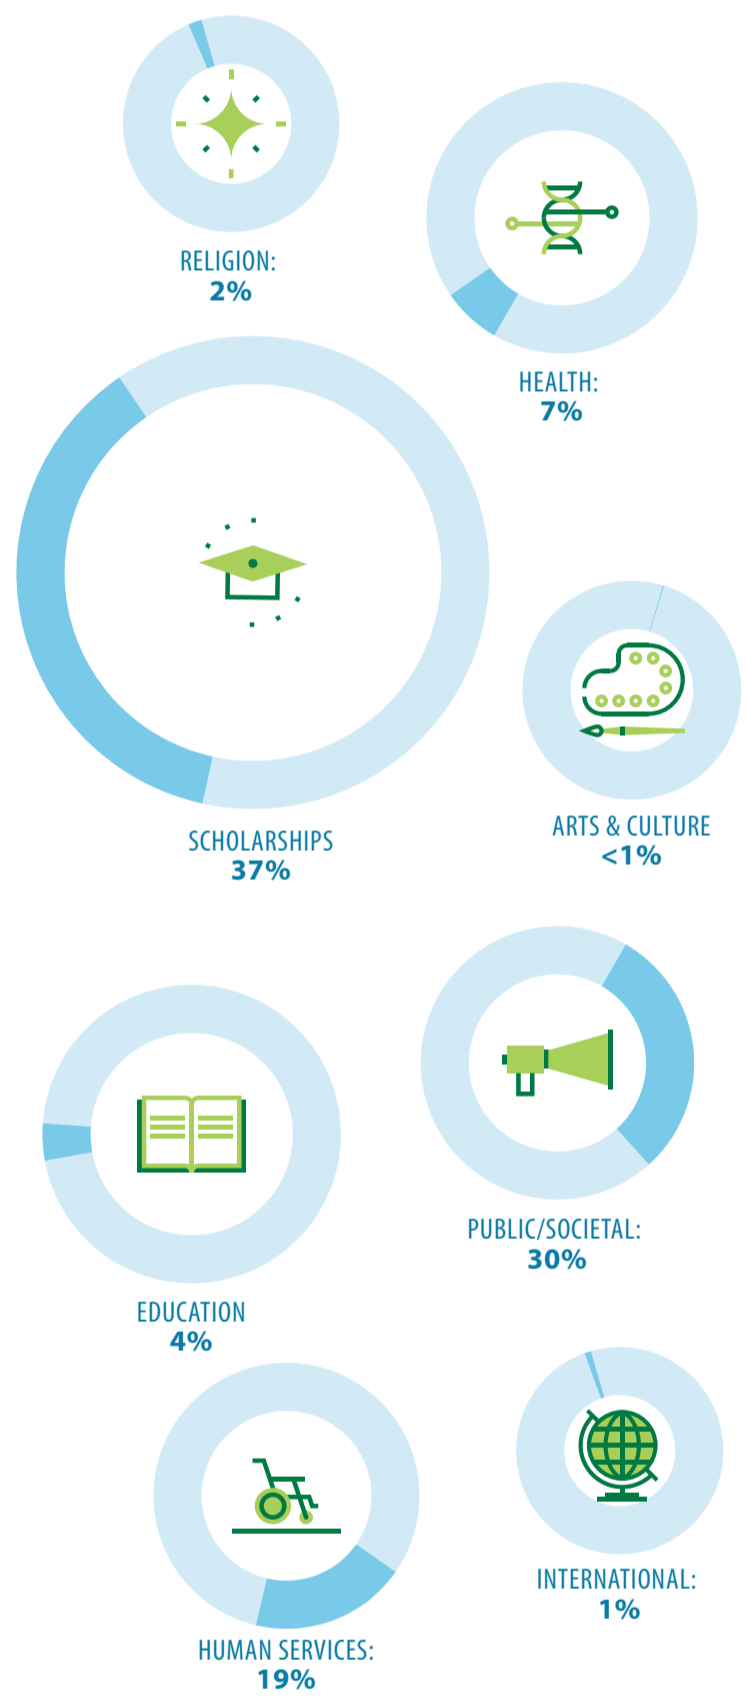 RELIGION:
2%
HEALTH:
7%
SCHOLARSHIPS
37%
ARTS & CULTURE
<1%
PUBLIC/SOCIETAL:
30%
EDUCATION
4%
INTERNATIONAL:
1%
HUMAN SERVICES:
19%